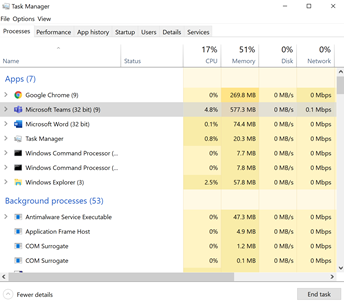 Task Manager
File Options View
Processes Performance App history Startup Users Details Services
17% 51% 0% 0%
Name Status CPU Memory Disk Network
Apps (7)
Google Chrome (9) 0% 269.8 MB 0 MB/s 0 Mbps
Microsoft Teams (32 bit) (9) 4.8% 577.3 MB 0 MB/s 0.1 Mbps
Microsoft Word (32 bit) 0.1% 74.4 MB 0 MB/s 0 Mbps
Task Manager 0.8% 20.3 MB 0 MB/s 0 Mbps
Windows Command Processor (... 0% 7.7 MB 0 MB/s 0 Mbps
Windows Command Processor (... 0% 7.8 MB 0 MB/s 0 Mbps
Windows Explorer (3) 2.5% 57.8 MB 0 MB/s 0 Mbps
Background processes (53)
Antimalware Service Executable 0% 47.3 MB 0 MB/s 0 Mbps
Application Frame Host 0% 4.9 MB 0 MB/s 0 Mbps
COM Surrogate 0% 1.2 MB 0 MB/s 0 Mbps
COM Surrogate 0% 0.1 MB 0 MB/s 0 Mbps
Fewer details End task